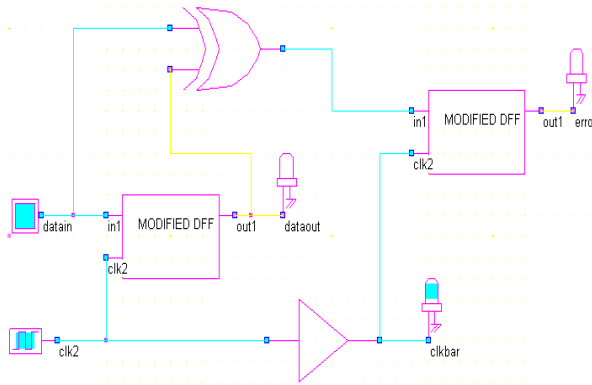 MODIFIED DFF
in1
out1
erro
clk2
MODIFIED DFF
datain
in1
out1
dataout
clk2
clk2
clkbar